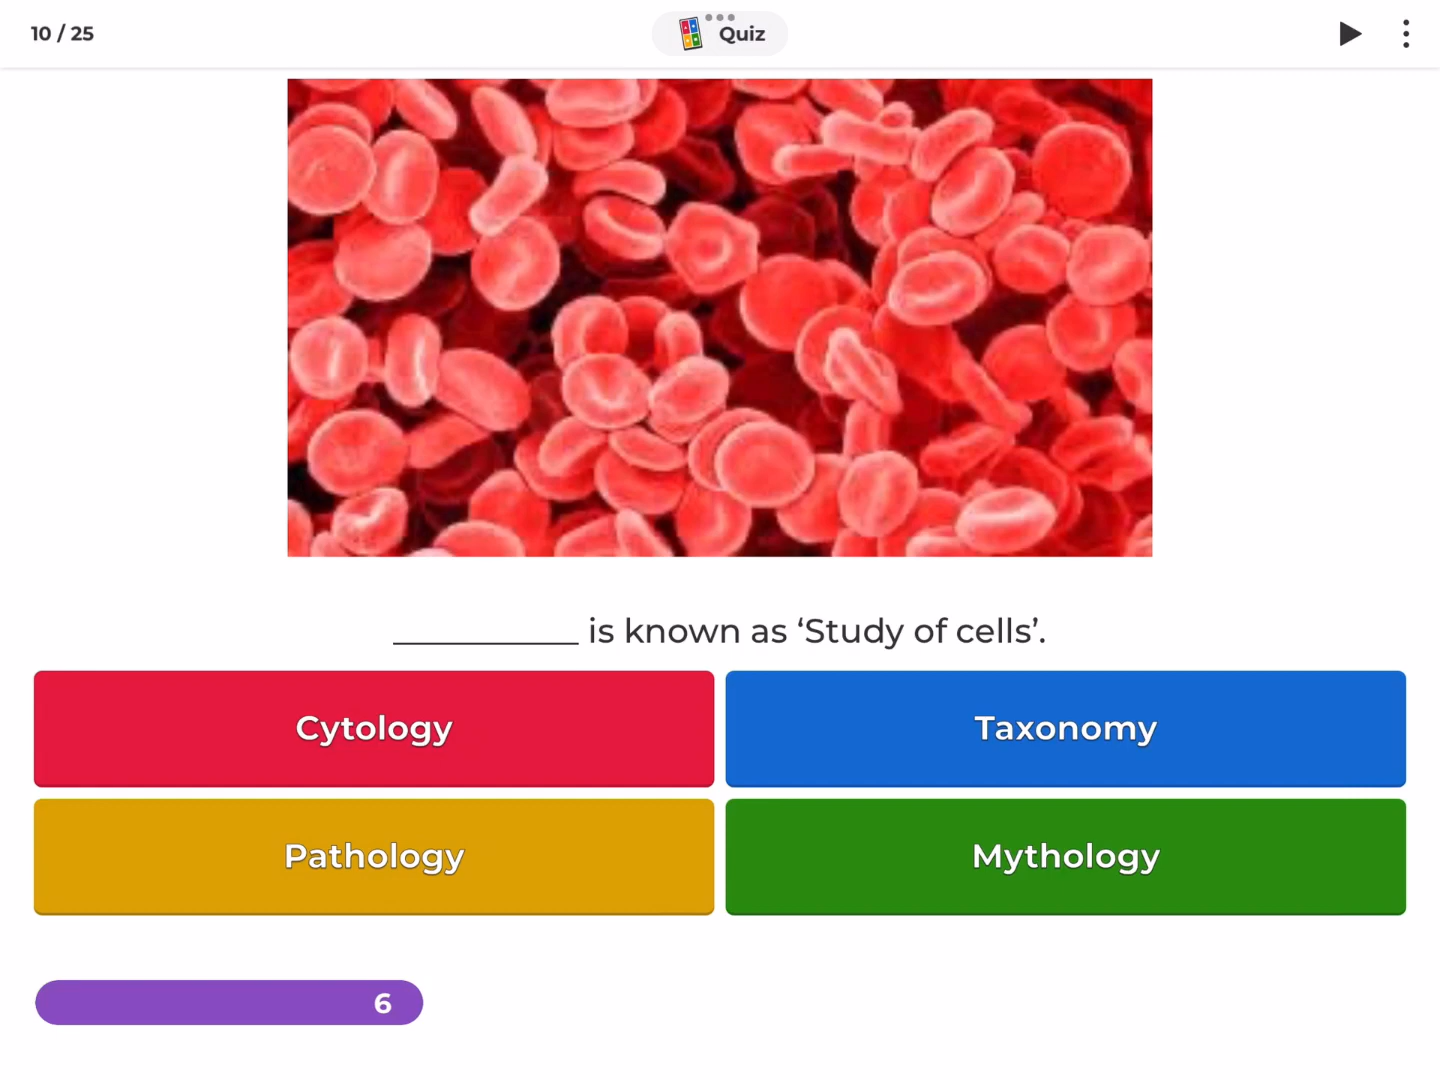 10 / 25
Quiz
__________ is known as ‘Study of cells’.
Cytology
Taxonomy
Pathology
Mythology
6